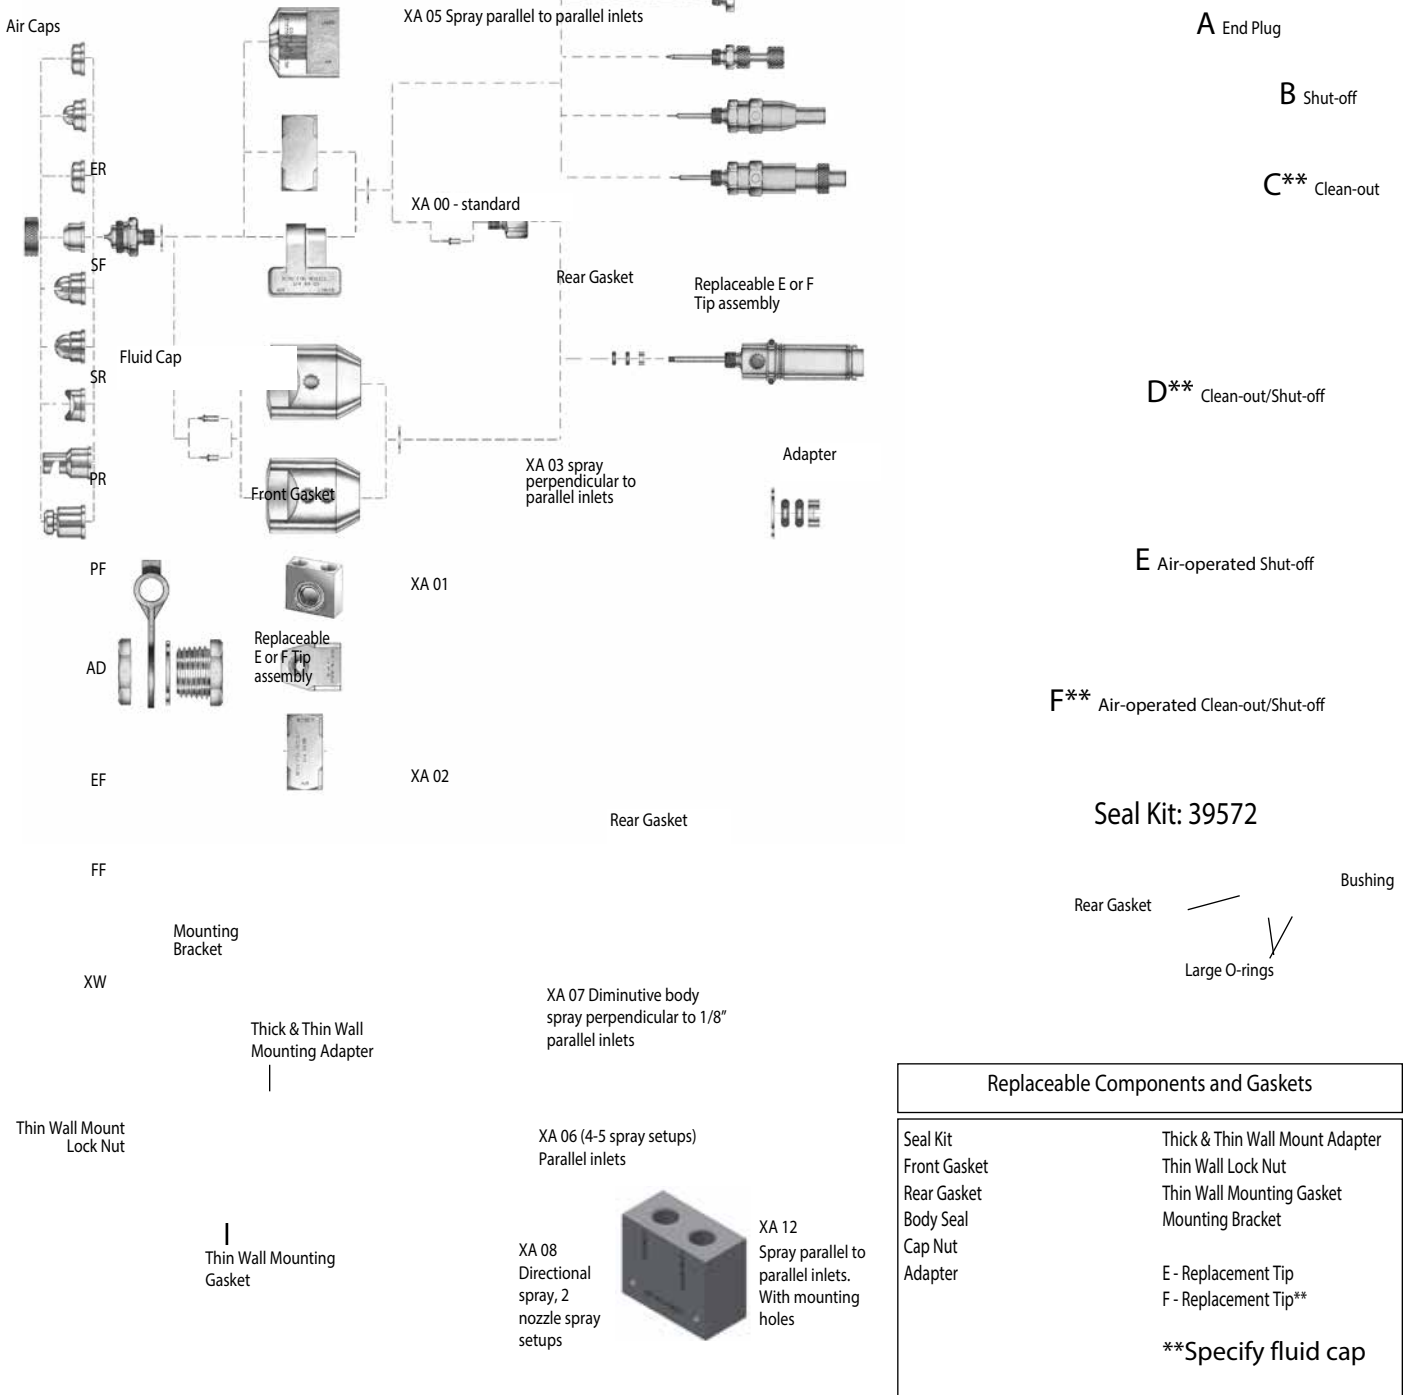 Air Caps
XA 05 Spray parallel to parallel inlets
A End Plug
B Shut-off
ER
C** Clean-out
XA 00 - standard
SF
Rear Gasket
Replaceable E or F
Tip assembly
Fluid Cap
SR
D** Clean-out/Shut-off
Adapter
XA 03 spray
perpendicular to
parallel inlets
PR
Front Gasket
E Air-operated Shut-off
PF
XA 01
Replaceable
E or F Tip
assembly
AD
F** Air-operated Clean-out/Shut-off
EF
XA 02
Rear Gasket
Seal Kit: 39572
FF
Bushing
Rear Gasket
Large O-rings
Mounting
Bracket
XW
XA 07 Diminutive body
spray perpendicular to 1/8”
parallel inlets
Thick & Thin Wall
Mounting Adapter
Thin Wall Mount
Lock Nut
XA 06 (4-5 spray setups)
Parallel inlets
Thin Wall Mounting
Gasket
XA 08
Directional
spray, 2
nozzle spray
setups
XA 12
Spray parallel to
parallel inlets.
With mounting
holes
Replaceable Components and Gaskets
Seal Kit
Front Gasket
Rear Gasket
Body Seal
Cap Nut
Adapter
Thick & Thin Wall Mount Adapter
Thin Wall Lock Nut
Thin Wall Mounting Gasket
Mounting Bracket
E - Replacement Tip
F - Replacement Tip**
**Specify fluid cap